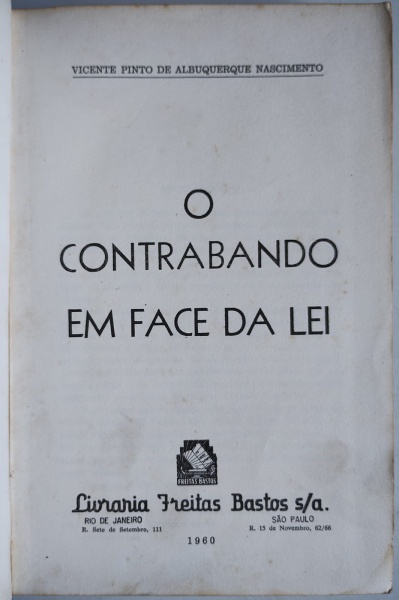 VICENTE PINTO DE ALBUQUERQUE NASCIMENTO
O
CONTRABANDO
EM FACE DA LEI
FREITAS BASTOS
Livraria Freitas Bastos s/a.
RIO DE JANEIRO SÃO PAULO
R. Sete de Setembro, 111 R. 15 de Novembro, 62/66
1960